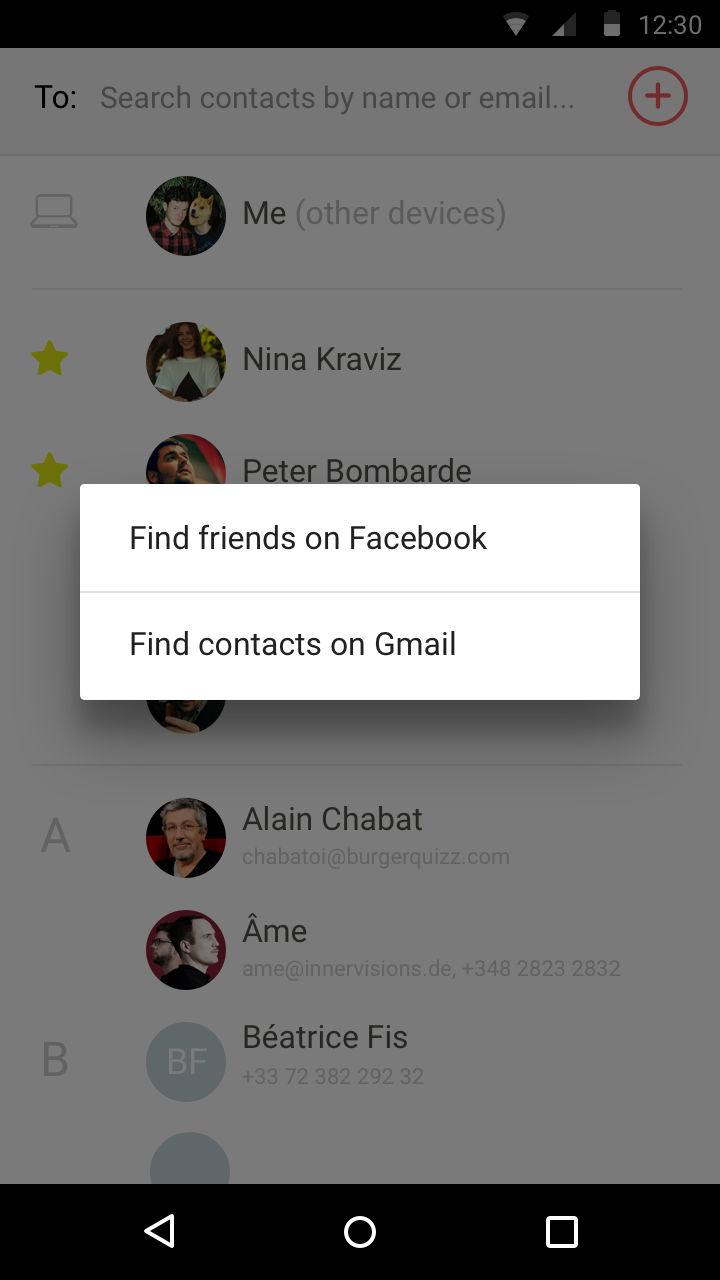 12:30
To: Search contacts by name or email...
Me (other devices)
Nina Kraviz
Peter Bombarde
Find friends on Facebook
Find contacts on Gmail
A
Alain Chabat
chabatoi@burgerquizz.com
Âme
ame@innervisions.de, +348 2823 2832
B
BF
Béatrice Fis
+33 72 382 292 32